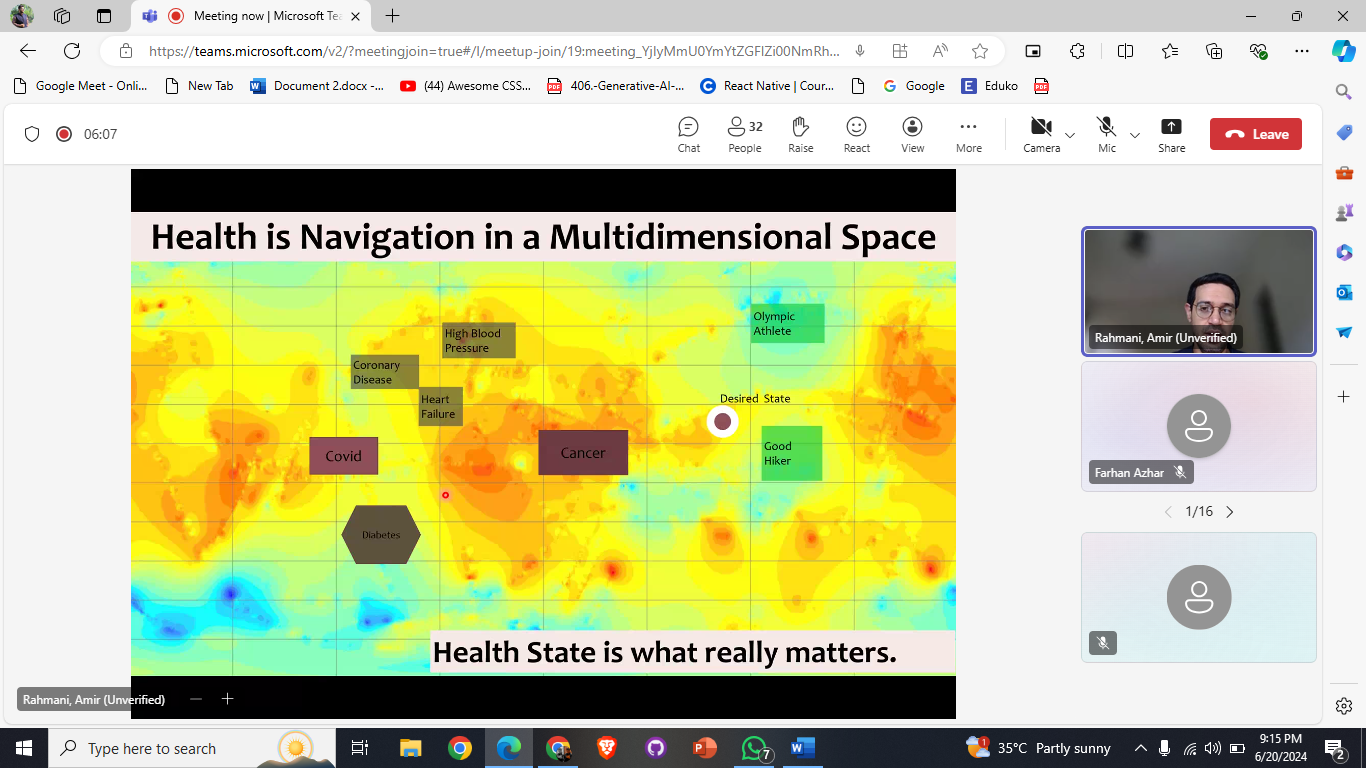 Meeting now | Microsoft Tea
https://teams.microsoft.com/v2/?meetingjoin=true#/l/meetup-join/19:meeting_YjIyMmU0YmYtZGFlZi00NmRh...
Google Meet - Onli...
New Tab
Document 2.docx -...
(44) Awesome CSS...
406.-Generative-AI-...
React Native | Cour...
Google
Eduko
06:07
Chat
32
People
Raise
React
View
More
Camera
Mic
Share
Leave
Health is Navigation in a Multidimensional Space
Olympic
Athlete
High Blood
Pressure
Coronary
Disease
Heart
Failure
Desired State
Good
Hiker
Covid
Cancer
Diabetes
Health State is what really matters.
Rahmani, Amir (Unverified)
Rahmani, Amir (Unverified)
Farhan Azhar
1/16
Type here to search
7
1
35°C Partly sunny
9:15 PM
6/20/2024
2